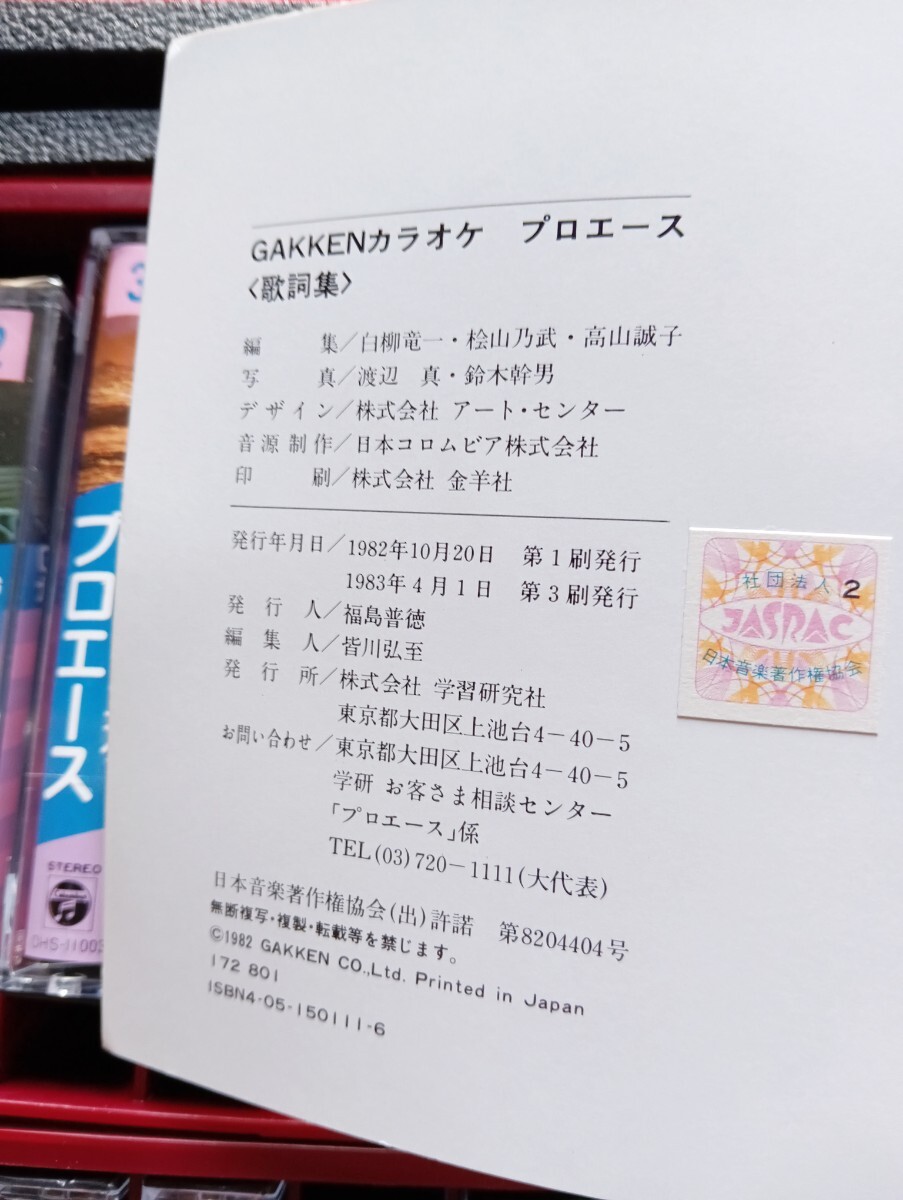 GAKKENカラオケ プロエース
〈歌詞集〉
編集／白柳竜一・桧山乃武・高山誠子
写真／渡辺 真・鈴木幹男
デザイン／株式会社 アート・センター
音源制作／日本コロムビア株式会社
印刷／株式会社 金羊社
発行年月日／1982年10月20日 第1刷発行
1983年4月1日 第3刷発行
発行人／福島普徳
編集人／皆川弘至
発行所／株式会社 学習研究社
東京都大田区上池台4-40-5
お問い合わせ／東京都大田区上池台4-40-5
学研 お客さま相談センター
「プロエース」係
TEL(03)720-1111(大代表)
日本音楽著作権協会(出)許諾 第8204404号
無断複写・複製・転載等を禁じます。
©1982 GAKKEN CO.,Ltd. Printed in Japan
172 801
ISBN4-05-150111-6
社団法人 2
JASRAC
日本音楽著作権協会
3
プロエース
STEREO
CHS-1100